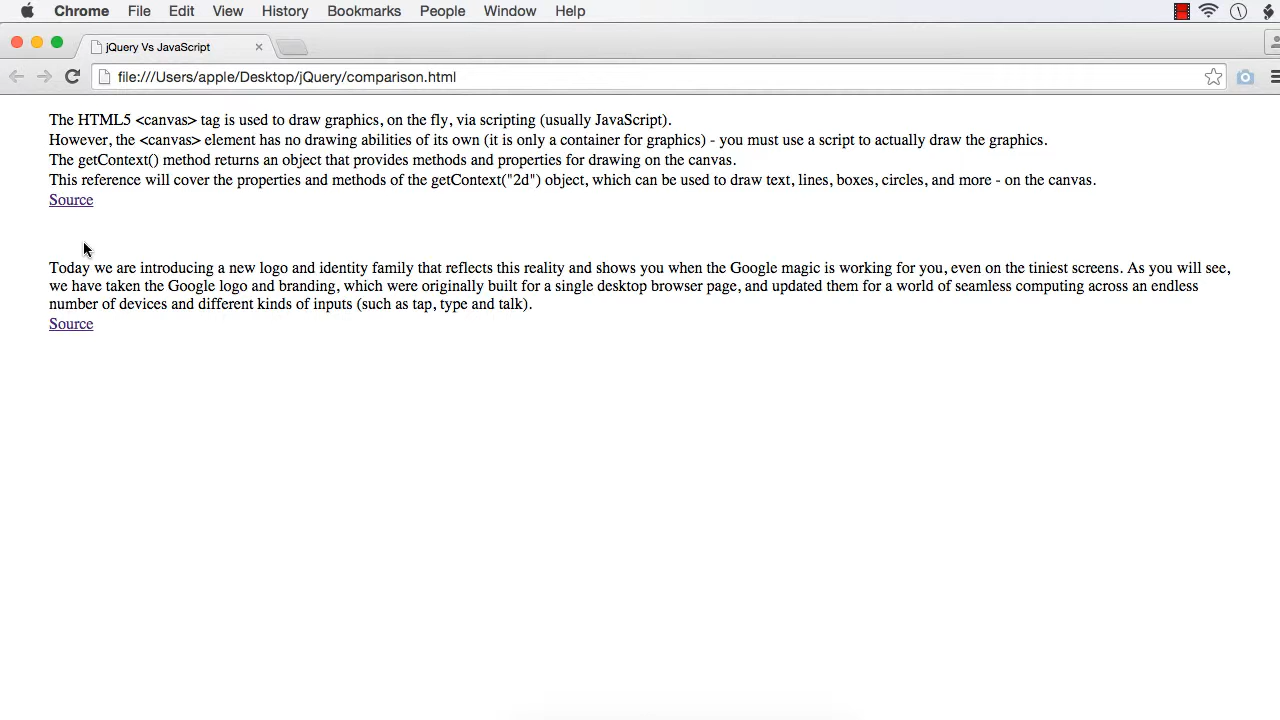 Chrome File Edit View History Bookmarks People Window Help
jQuery Vs JavaScript
file:///Users/apple/Desktop/jQuery/comparison.html
The HTML5 <canvas> tag is used to draw graphics, on the fly, via scripting (usually JavaScript).
However, the <canvas> element has no drawing abilities of its own (it is only a container for graphics) - you must use a script to actually draw the graphics.
The getContext() method returns an object that provides methods and properties for drawing on the canvas.
This reference will cover the properties and methods of the getContext("2d") object, which can be used to draw text, lines, boxes, circles, and more - on the canvas.
Source
Today we are introducing a new logo and identity family that reflects this reality and shows you when the Google magic is working for you, even on the tiniest screens. As you will see,
we have taken the Google logo and branding, which were originally built for a single desktop browser page, and updated them for a world of seamless computing across an endless
number of devices and different kinds of inputs (such as tap, type and talk).
Source